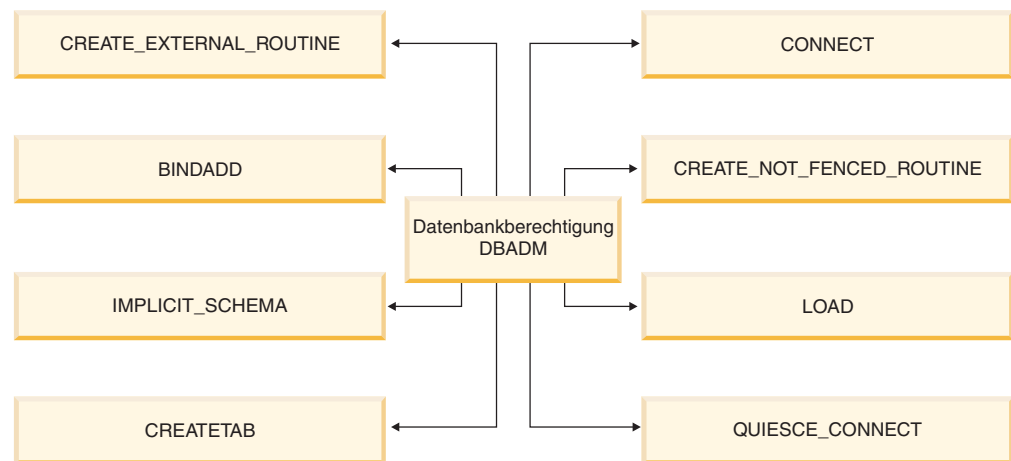 CREATE_EXTERNAL_ROUTINE
CONNECT
BINDADD
CREATE_NOT_FENCED_ROUTINE
Datenbankberechtigung
DBADM
IMPLICIT_SCHEMA
LOAD
CREATETAB
QUIESCE_CONNECT